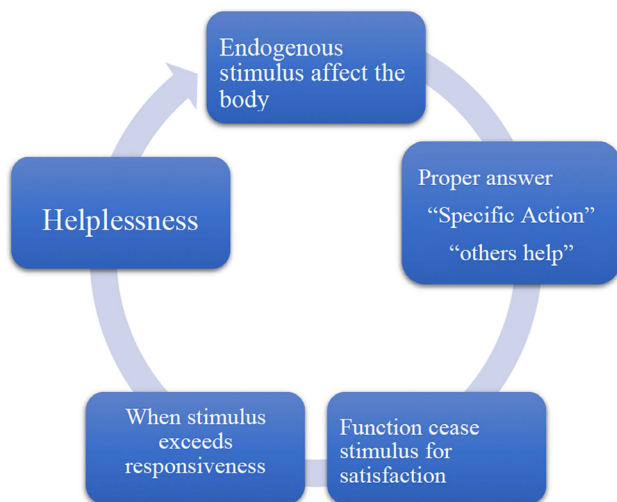 Endogenous
stimulus affect the
body
Proper answer
“Specific Action”
“others help”
Function cease
stimulus for
satisfaction
When stimulus
exceeds
responsiveness
Helplessness